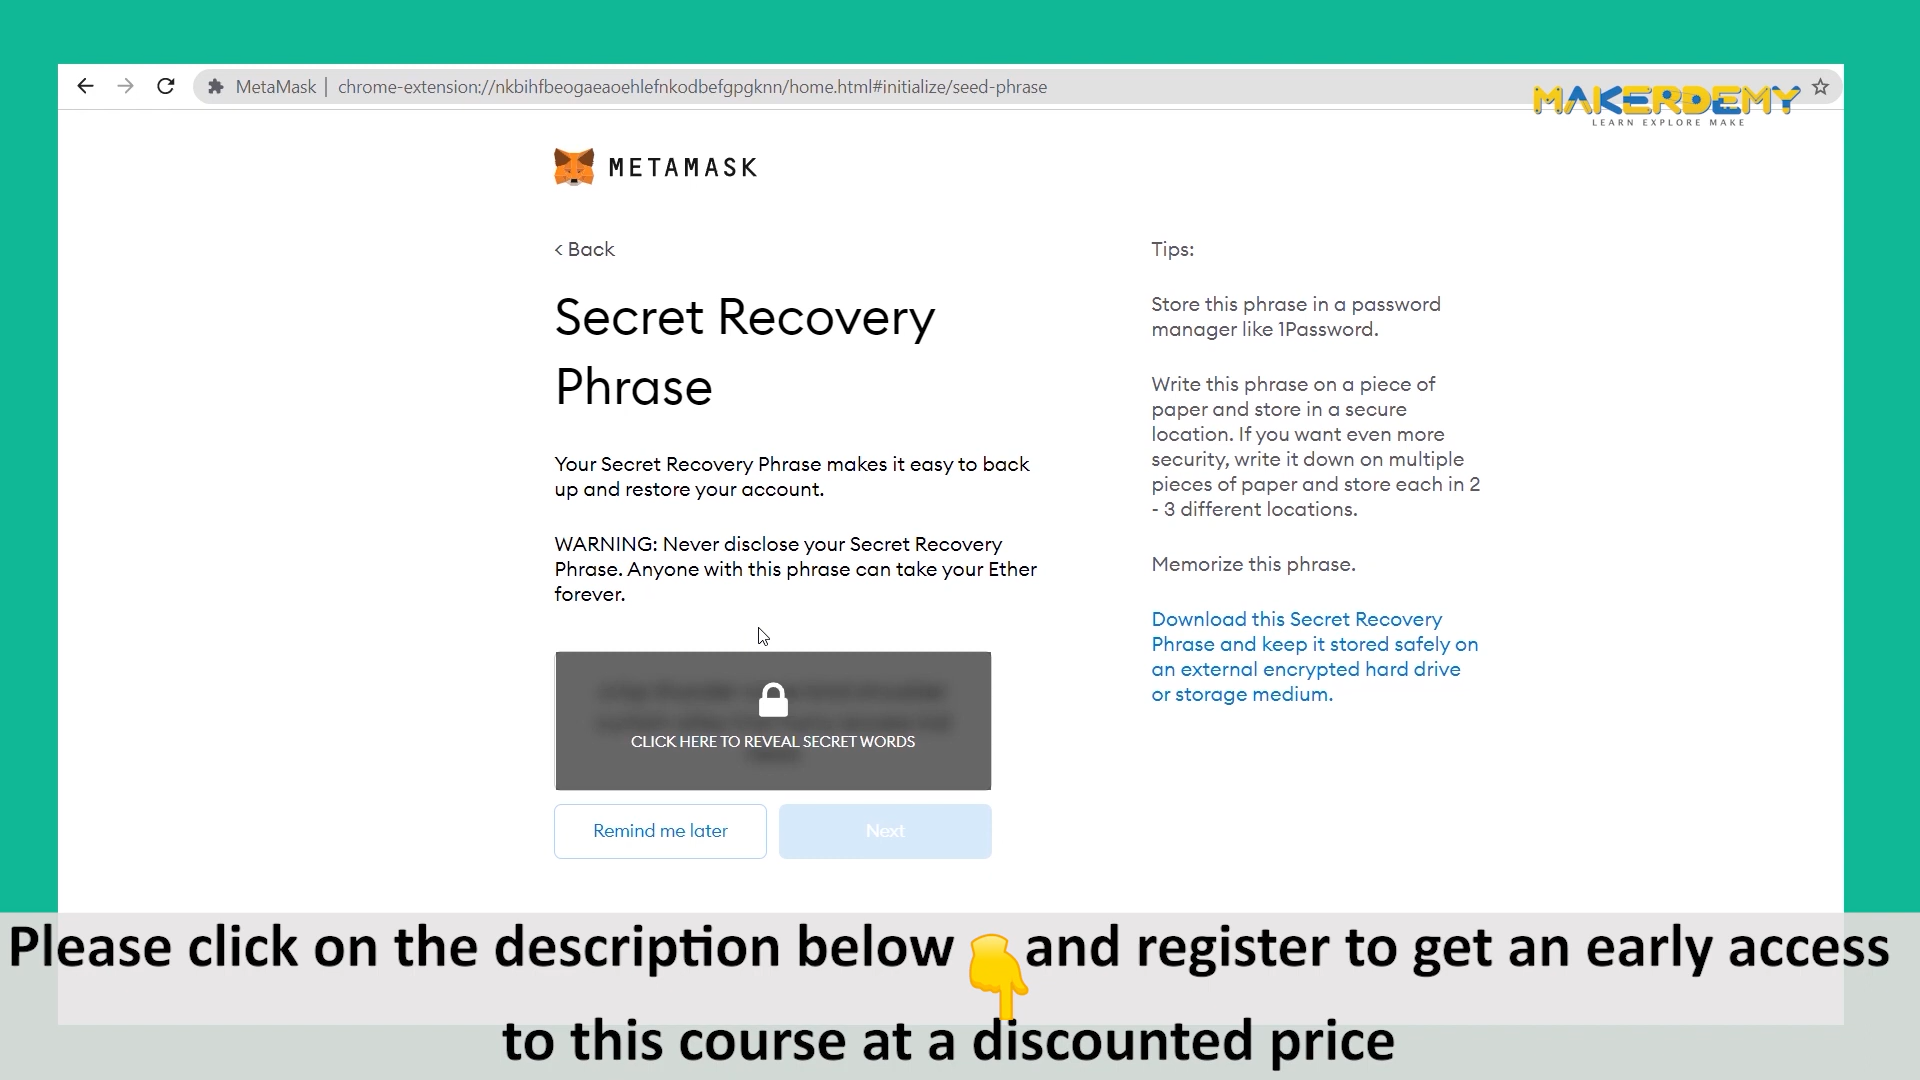 MetaMask | chrome-extension://nkbihfbeogaeaoehlefnkodbefgpgknn/home.html#initialize/seed-phrase
MAKERDEMY
LEARN EXPLORE MAKE
METAMASK
< Back
Secret Recovery
Phrase
Your Secret Recovery Phrase makes it easy to back
up and restore your account.
WARNING: Never disclose your Secret Recovery
Phrase. Anyone with this phrase can take your Ether
forever.
CLICK HERE TO REVEAL SECRET WORDS
Remind me later
Next
Tips:
Store this phrase in a password
manager like 1Password.
Write this phrase on a piece of
paper and store in a secure
location. If you want even more
security, write it down on multiple
pieces of paper and store each in 2
- 3 different locations.
Memorize this phrase.
Download this Secret Recovery
Phrase and keep it stored safely on
an external encrypted hard drive
or storage medium.
Please click on the description below 👇 and register to get an early access
to this course at a discounted price